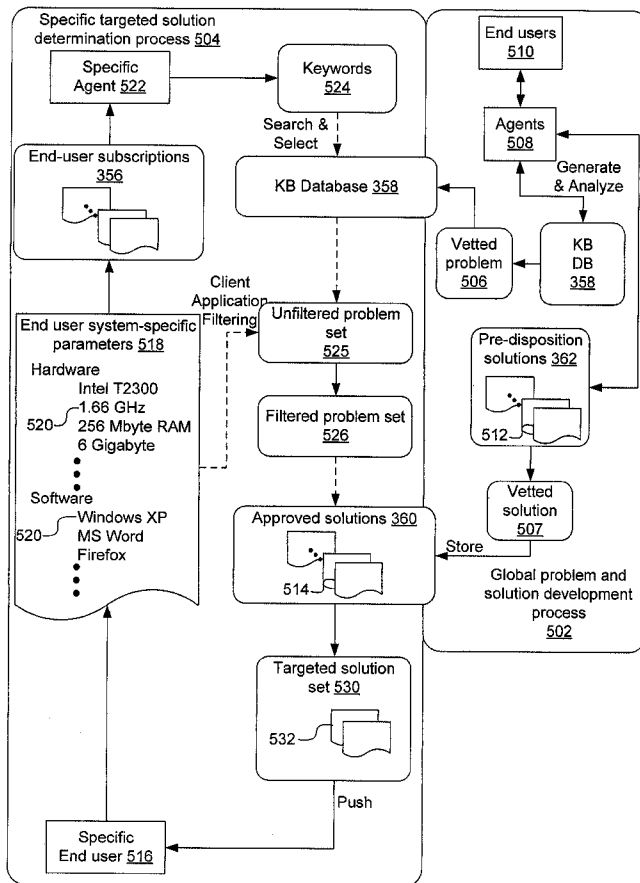 Specific targeted solution
determination process 504
Specific
Agent 522
Keywords
524
Search &
Select
End-user subscriptions
356
KB Database 358
Client
Application
Filtering
End user system-specific
parameters 518
Hardware
Intel T2300
1.66 GHz
520
256 Mbyte RAM
6 Gigabyte
Software
520
Windows XP
MS Word
Firefox
Unfiltered problem
set
525
Filtered problem set
526
Approved solutions 360
514
Targeted solution
set 530
532
Push
Specific
End user 516
End users
510
Agents
508
Generate
& Analyze
Vetted
problem
506
KB
DB
358
Pre-disposition
solutions 362
512
Vetted
solution
507
Store
Global problem and
solution development
process
502